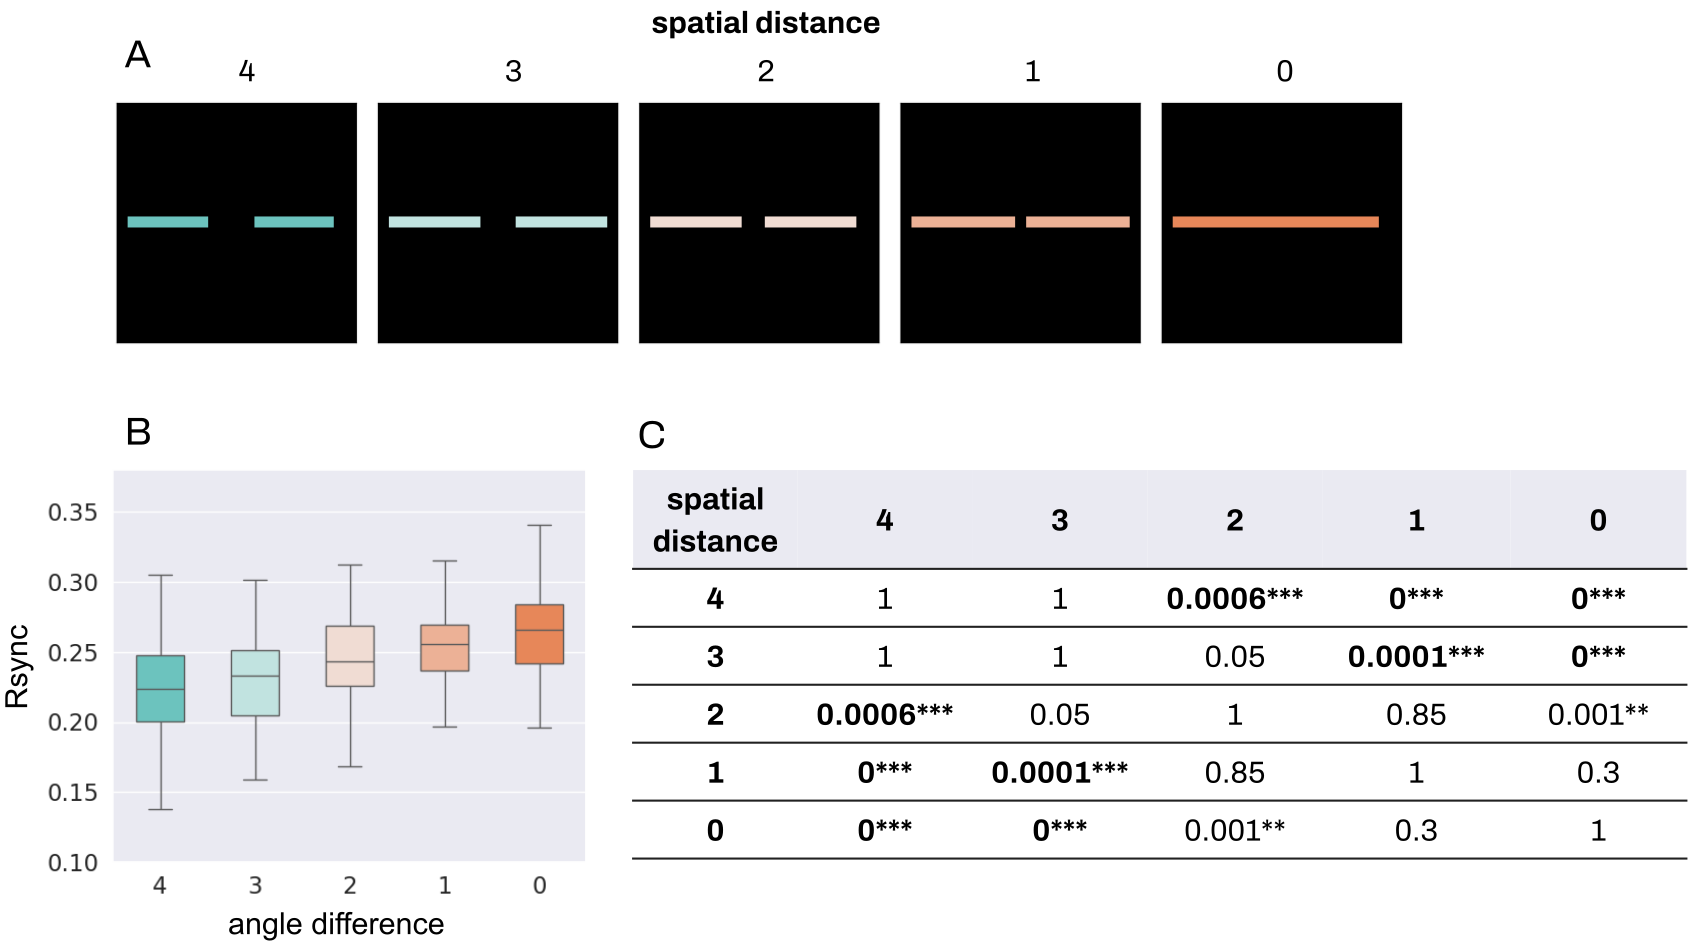 spatial distance
A
4 3 2 1 0
B
Rsync
0.35
0.30
0.25
0.20
0.15
0.10
4 3 2 1 0
angle difference
C
spatial distance 4 3 2 1 0
4 1 1 0.0006*** 0*** 0***
3 1 1 0.05 0.0001*** 0***
2 0.0006*** 0.05 1 0.85 0.001**
1 0*** 0.0001*** 0.85 1 0.3
0 0*** 0*** 0.001** 0.3 1